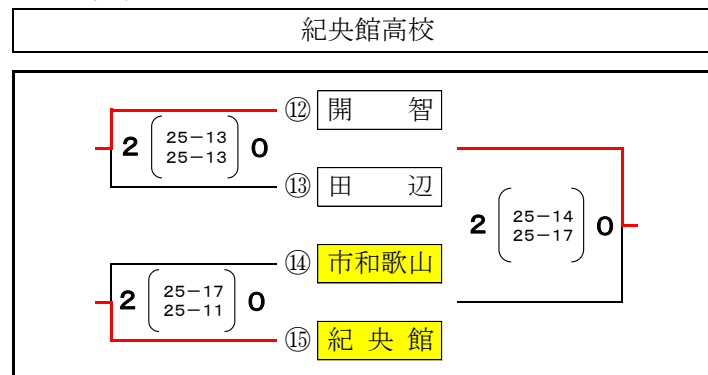 紀央館高校
⑫ 開 智
2 25-13 0
25-13
⑬ 田 辺
2 25-14 0
25-17
⑭ 市和歌山
2 25-17 0
25-11
⑮ 紀央館